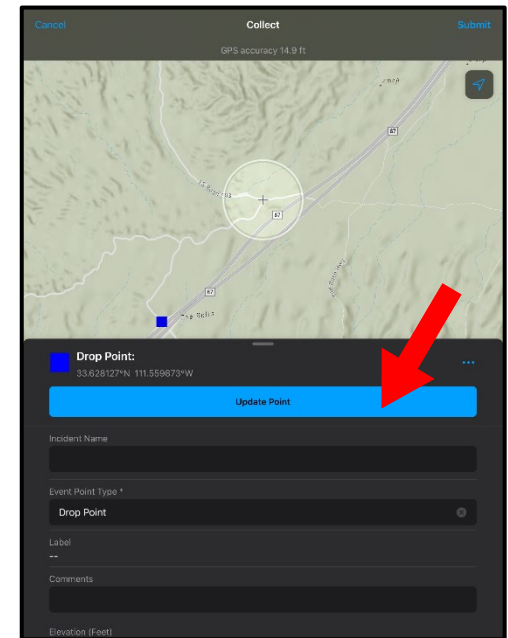 Cancel
Collect
Submit
GPS accuracy 14.9 ft
87
87
87
Drop Point:
33.628127°N 111.559673°W
Update Point
Incident Name
Event Point Type *
Drop Point
Label
--
Comments
Elevation (Feet)